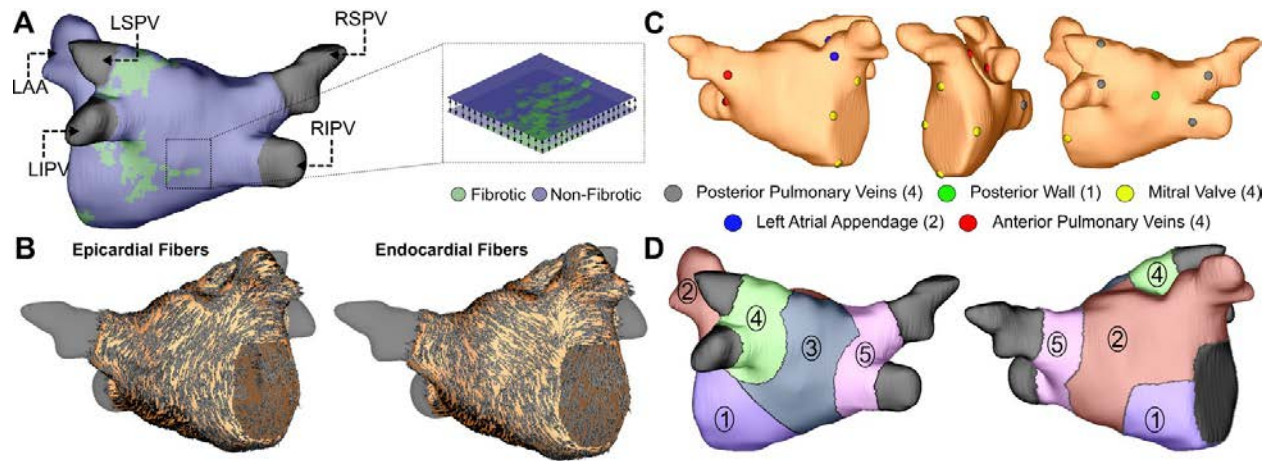 A
LSPV
RSPV
LAA
LIPV
RIPV
Fibrotic
Non-Fibrotic
B
Epicardial Fibers
Endocardial Fibers
C
Posterior Pulmonary Veins (4)
Posterior Wall (1)
Mitral Valve (4)
Left Atrial Appendage (2)
Anterior Pulmonary Veins (4)
D
2
4
3
5
1
4
5
2
1